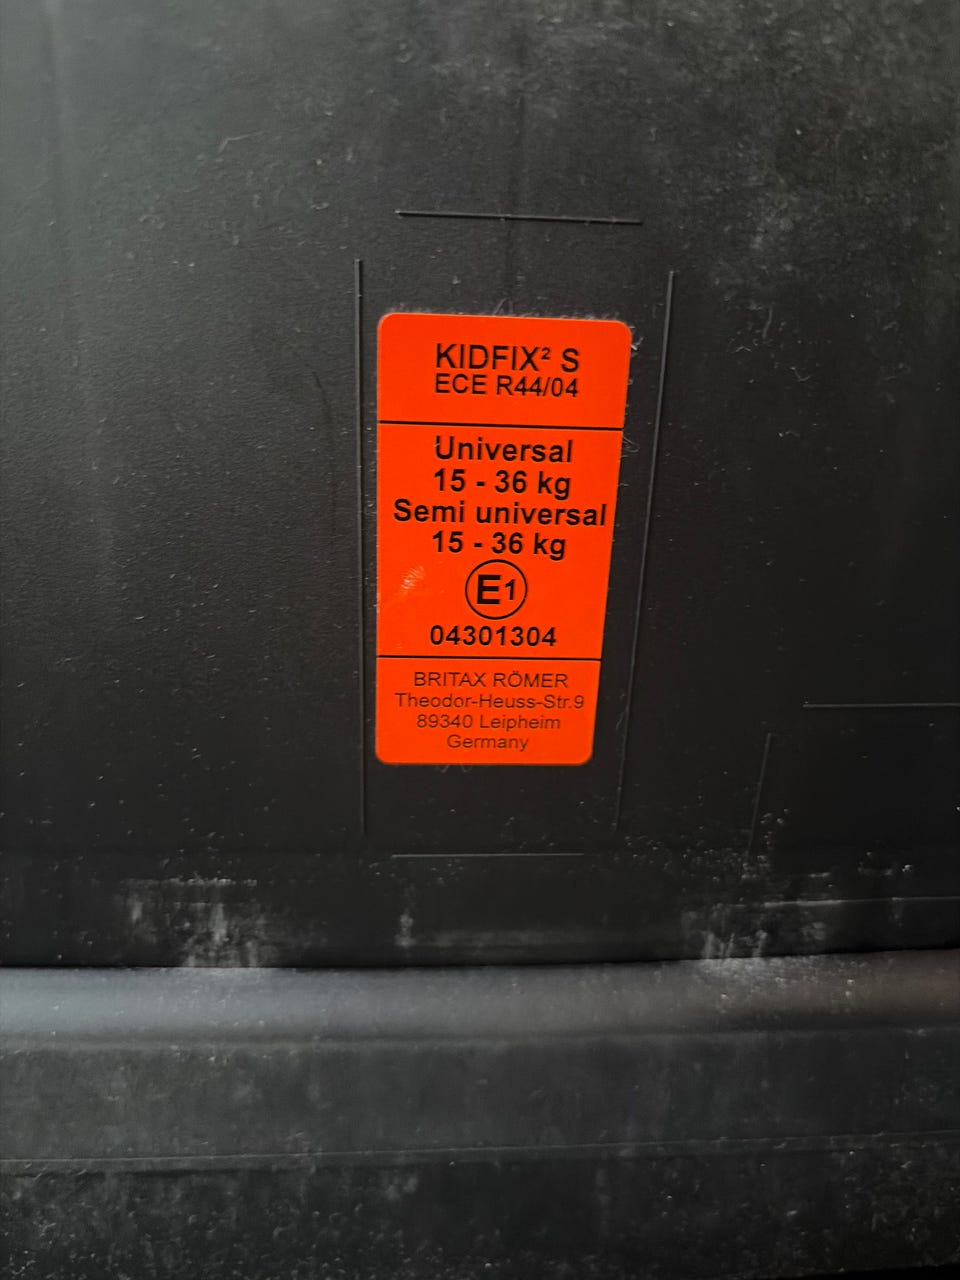 KIDFIX² S
ECE R44/04
Universal
15 - 36 kg
Semi universal
15 - 36 kg
E1
04301304
BRITAX RÖMER
Theodor-Heuss-Str.9
89340 Leipheim
Germany